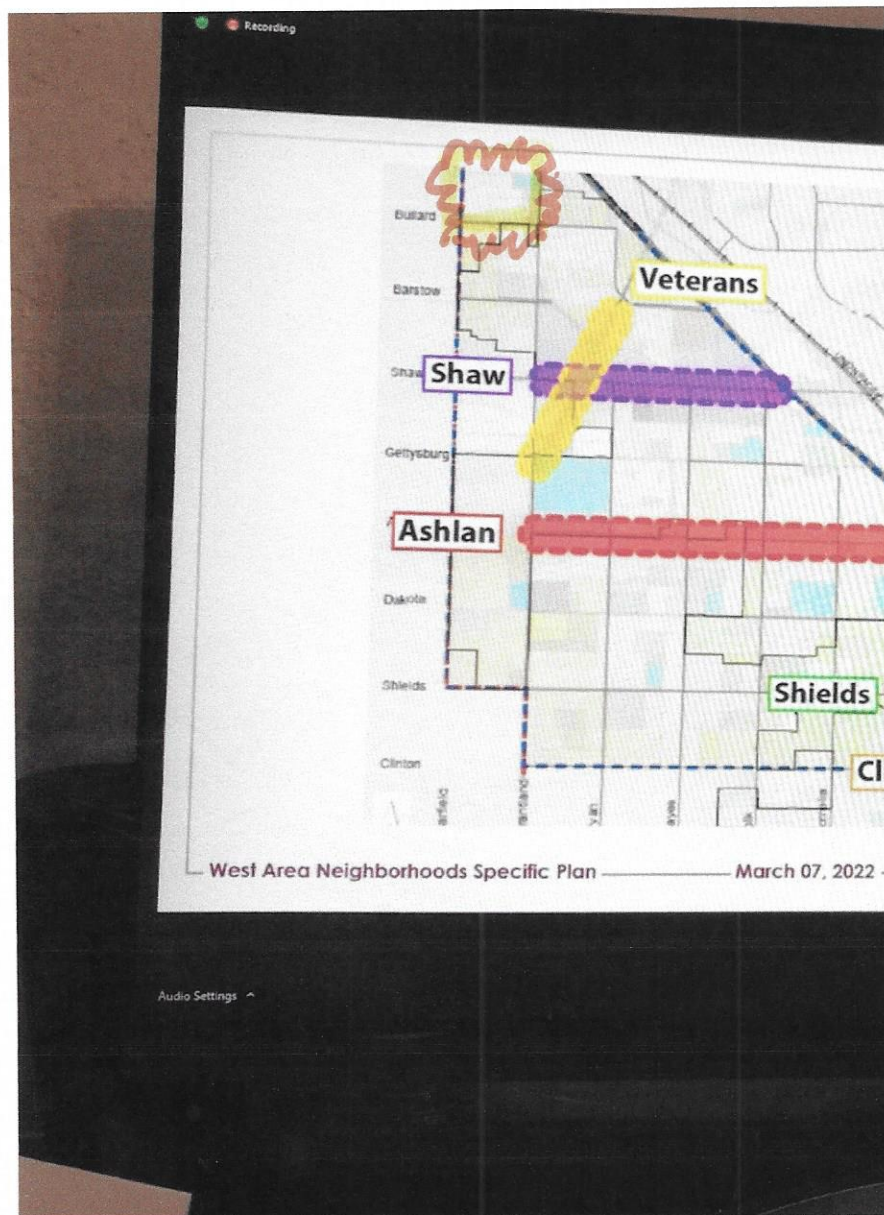 Recording
Bullard
Veterans
Barstow
Shaw
Gettysburg
Ashlan
Dakota
Shields
Shields
Clinton
Cl
West Area Neighborhoods Specific Plan
March 07, 2022
Audio Settings